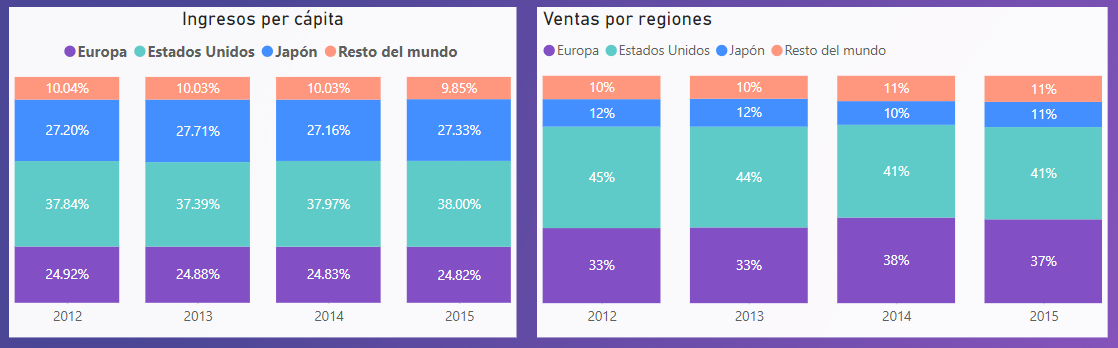 Ingresos per cápita
Europa Estados Unidos Japón Resto del mundo
10.04% 10.03% 10.03% 9.85%
27.20% 27.71% 27.16% 27.33%
37.84% 37.39% 37.97% 38.00%
24.92% 24.88% 24.83% 24.82%
2012 2013 2014 2015
Ventas por regiones
Europa Estados Unidos Japón Resto del mundo
10% 10% 11% 11%
12% 12% 10% 11%
45% 44% 41% 41%
33% 33% 38% 37%
2012 2013 2014 2015